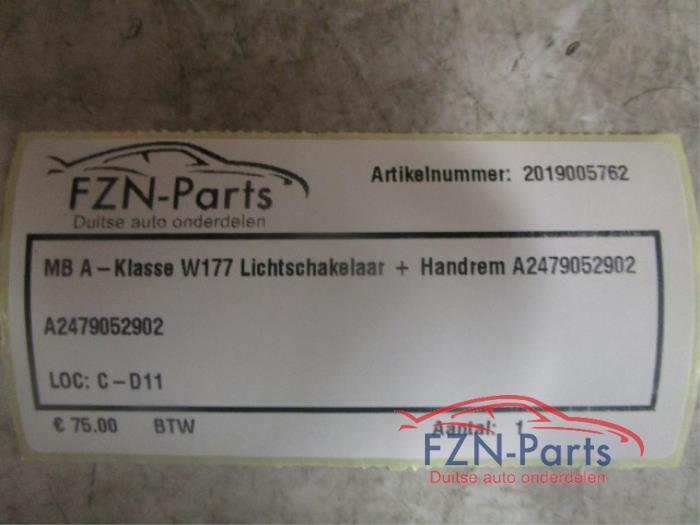 FZN-Parts
Duitse auto onderdelen
Artikelnummer: 2019005762
MB A-Klasse W177 Lichtschakelaar + Handrem A2479052902
A2479052902
LOC: C-D11
€ 75.00 BTW Aantal: 1
FZN-Parts
Duitse auto onderdelen